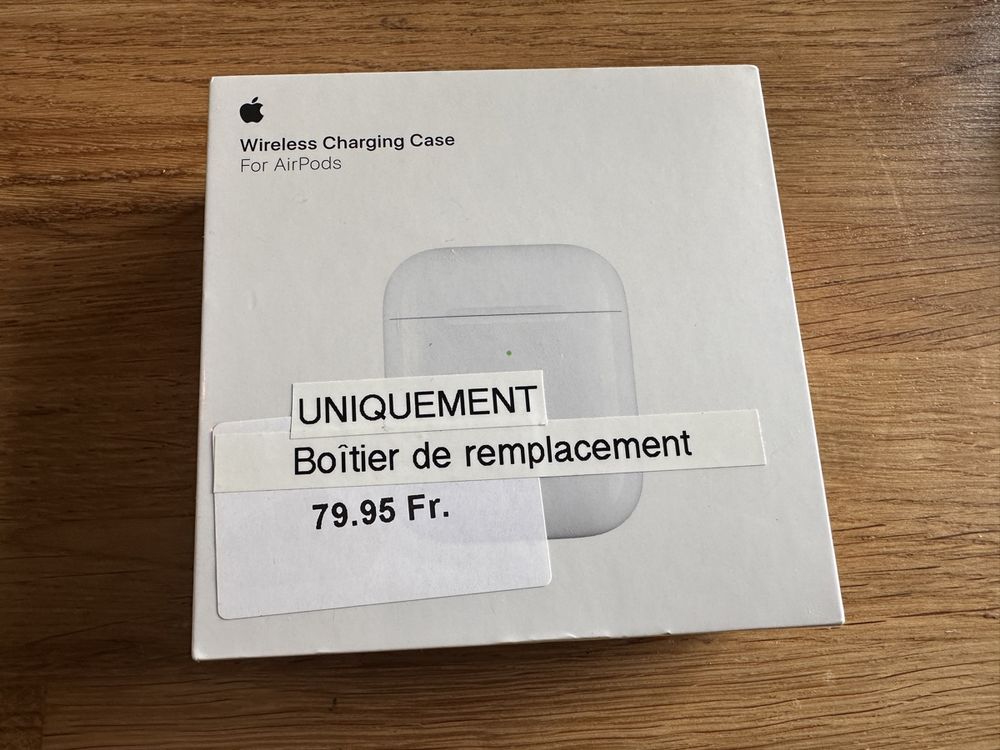 Wireless Charging Case
For AirPods
UNIQUEMENT
Boîtier de remplacement
79.95 Fr.